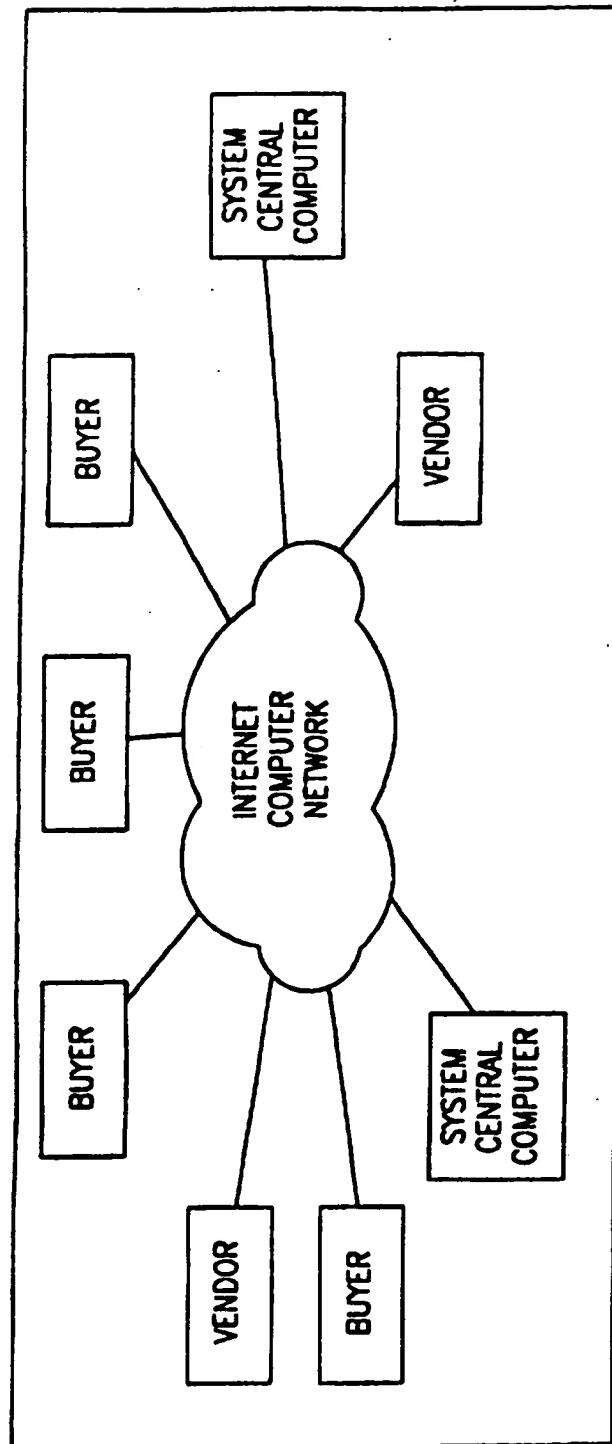 BUYER
BUYER
BUYER
SYSTEM
CENTRAL
COMPUTER
VENDOR
INTERNET
COMPUTER
NETWORK
BUYER
VENDOR
SYSTEM
CENTRAL
COMPUTER